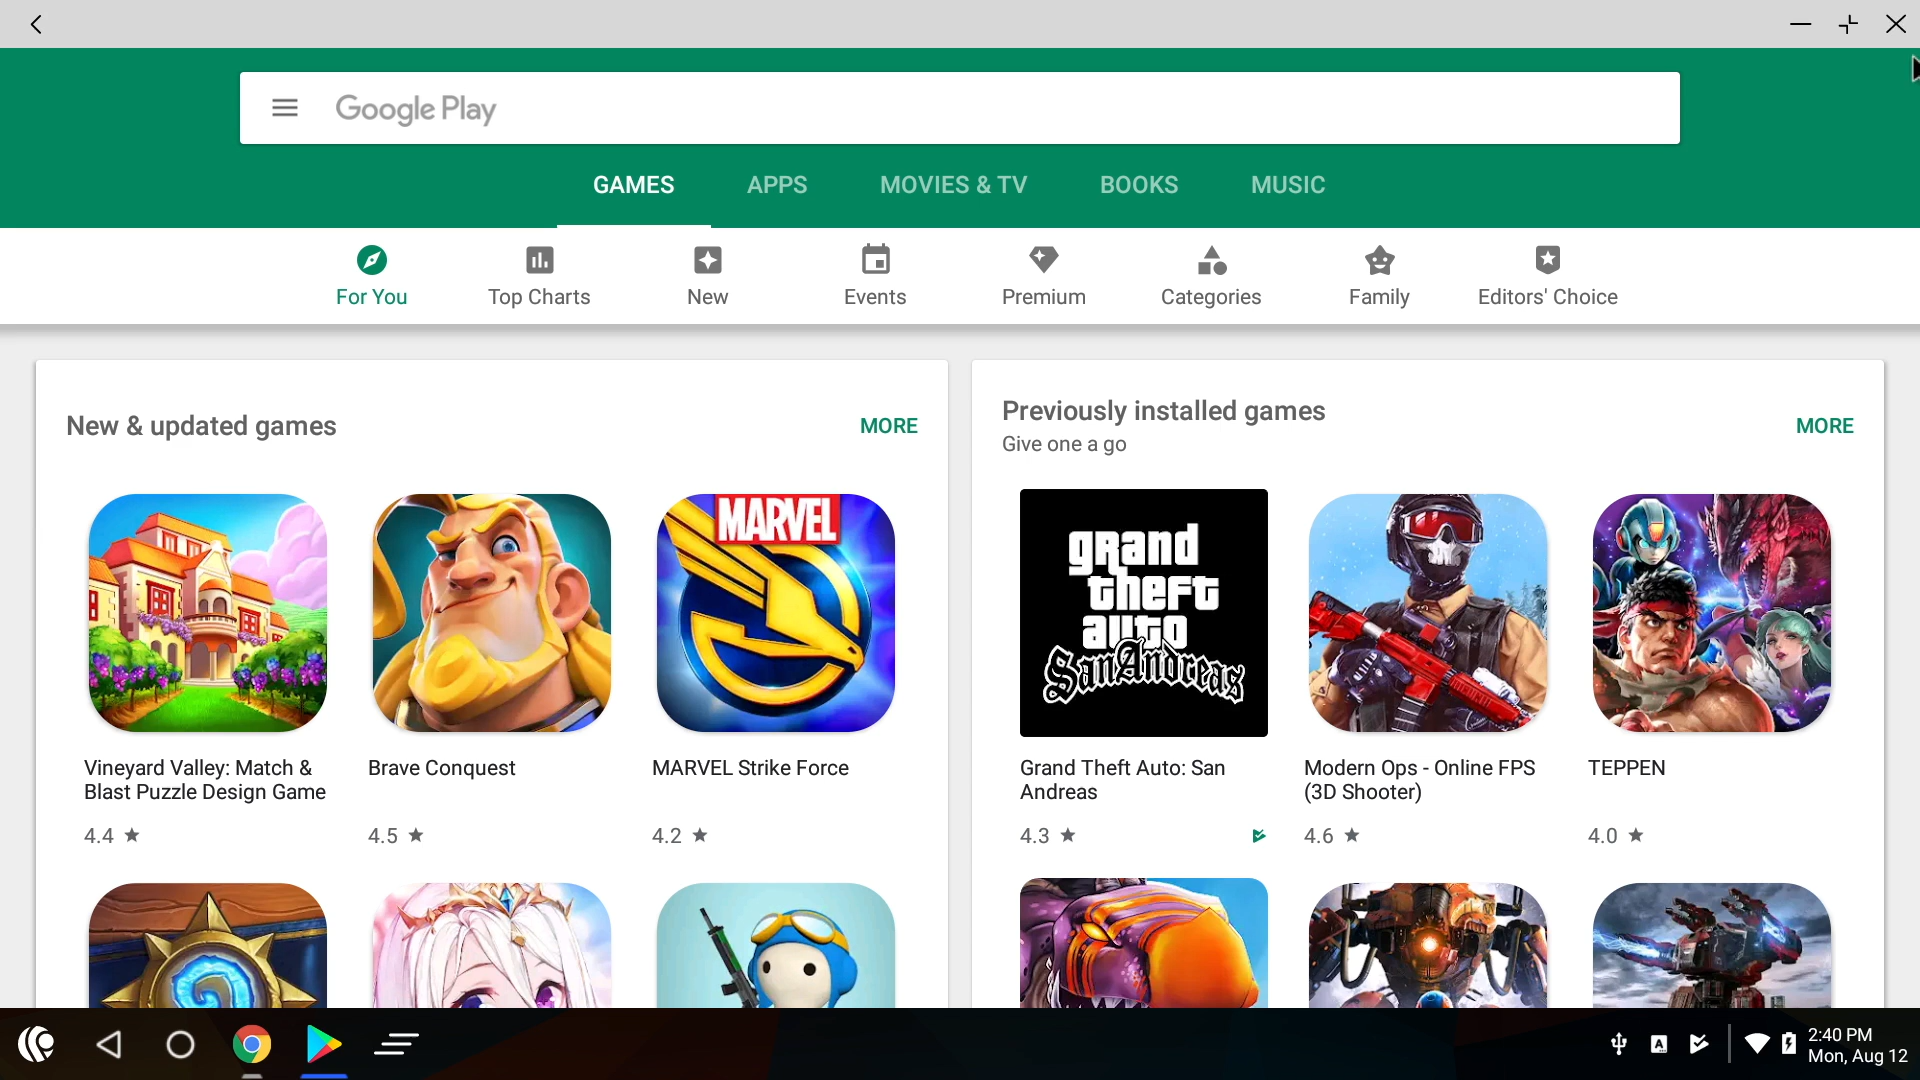 Google Play
GAMES
APPS
MOVIES & TV
BOOKS
MUSIC
For You
Top Charts
New
Events
Premium
Categories
Family
Editors' Choice
New & updated games
MORE
MARVEL
Vineyard Valley: Match &
Blast Puzzle Design Game
4.4
Brave Conquest
4.5
MARVEL Strike Force
4.2
Previously installed games
Give one a go
MORE
grand
theft
auto
San Andreas
Grand Theft Auto: San
Andreas
4.3
Modern Ops - Online FPS
(3D Shooter)
4.6
TEPPEN
4.0
A
2:40 PM
Mon, Aug 12